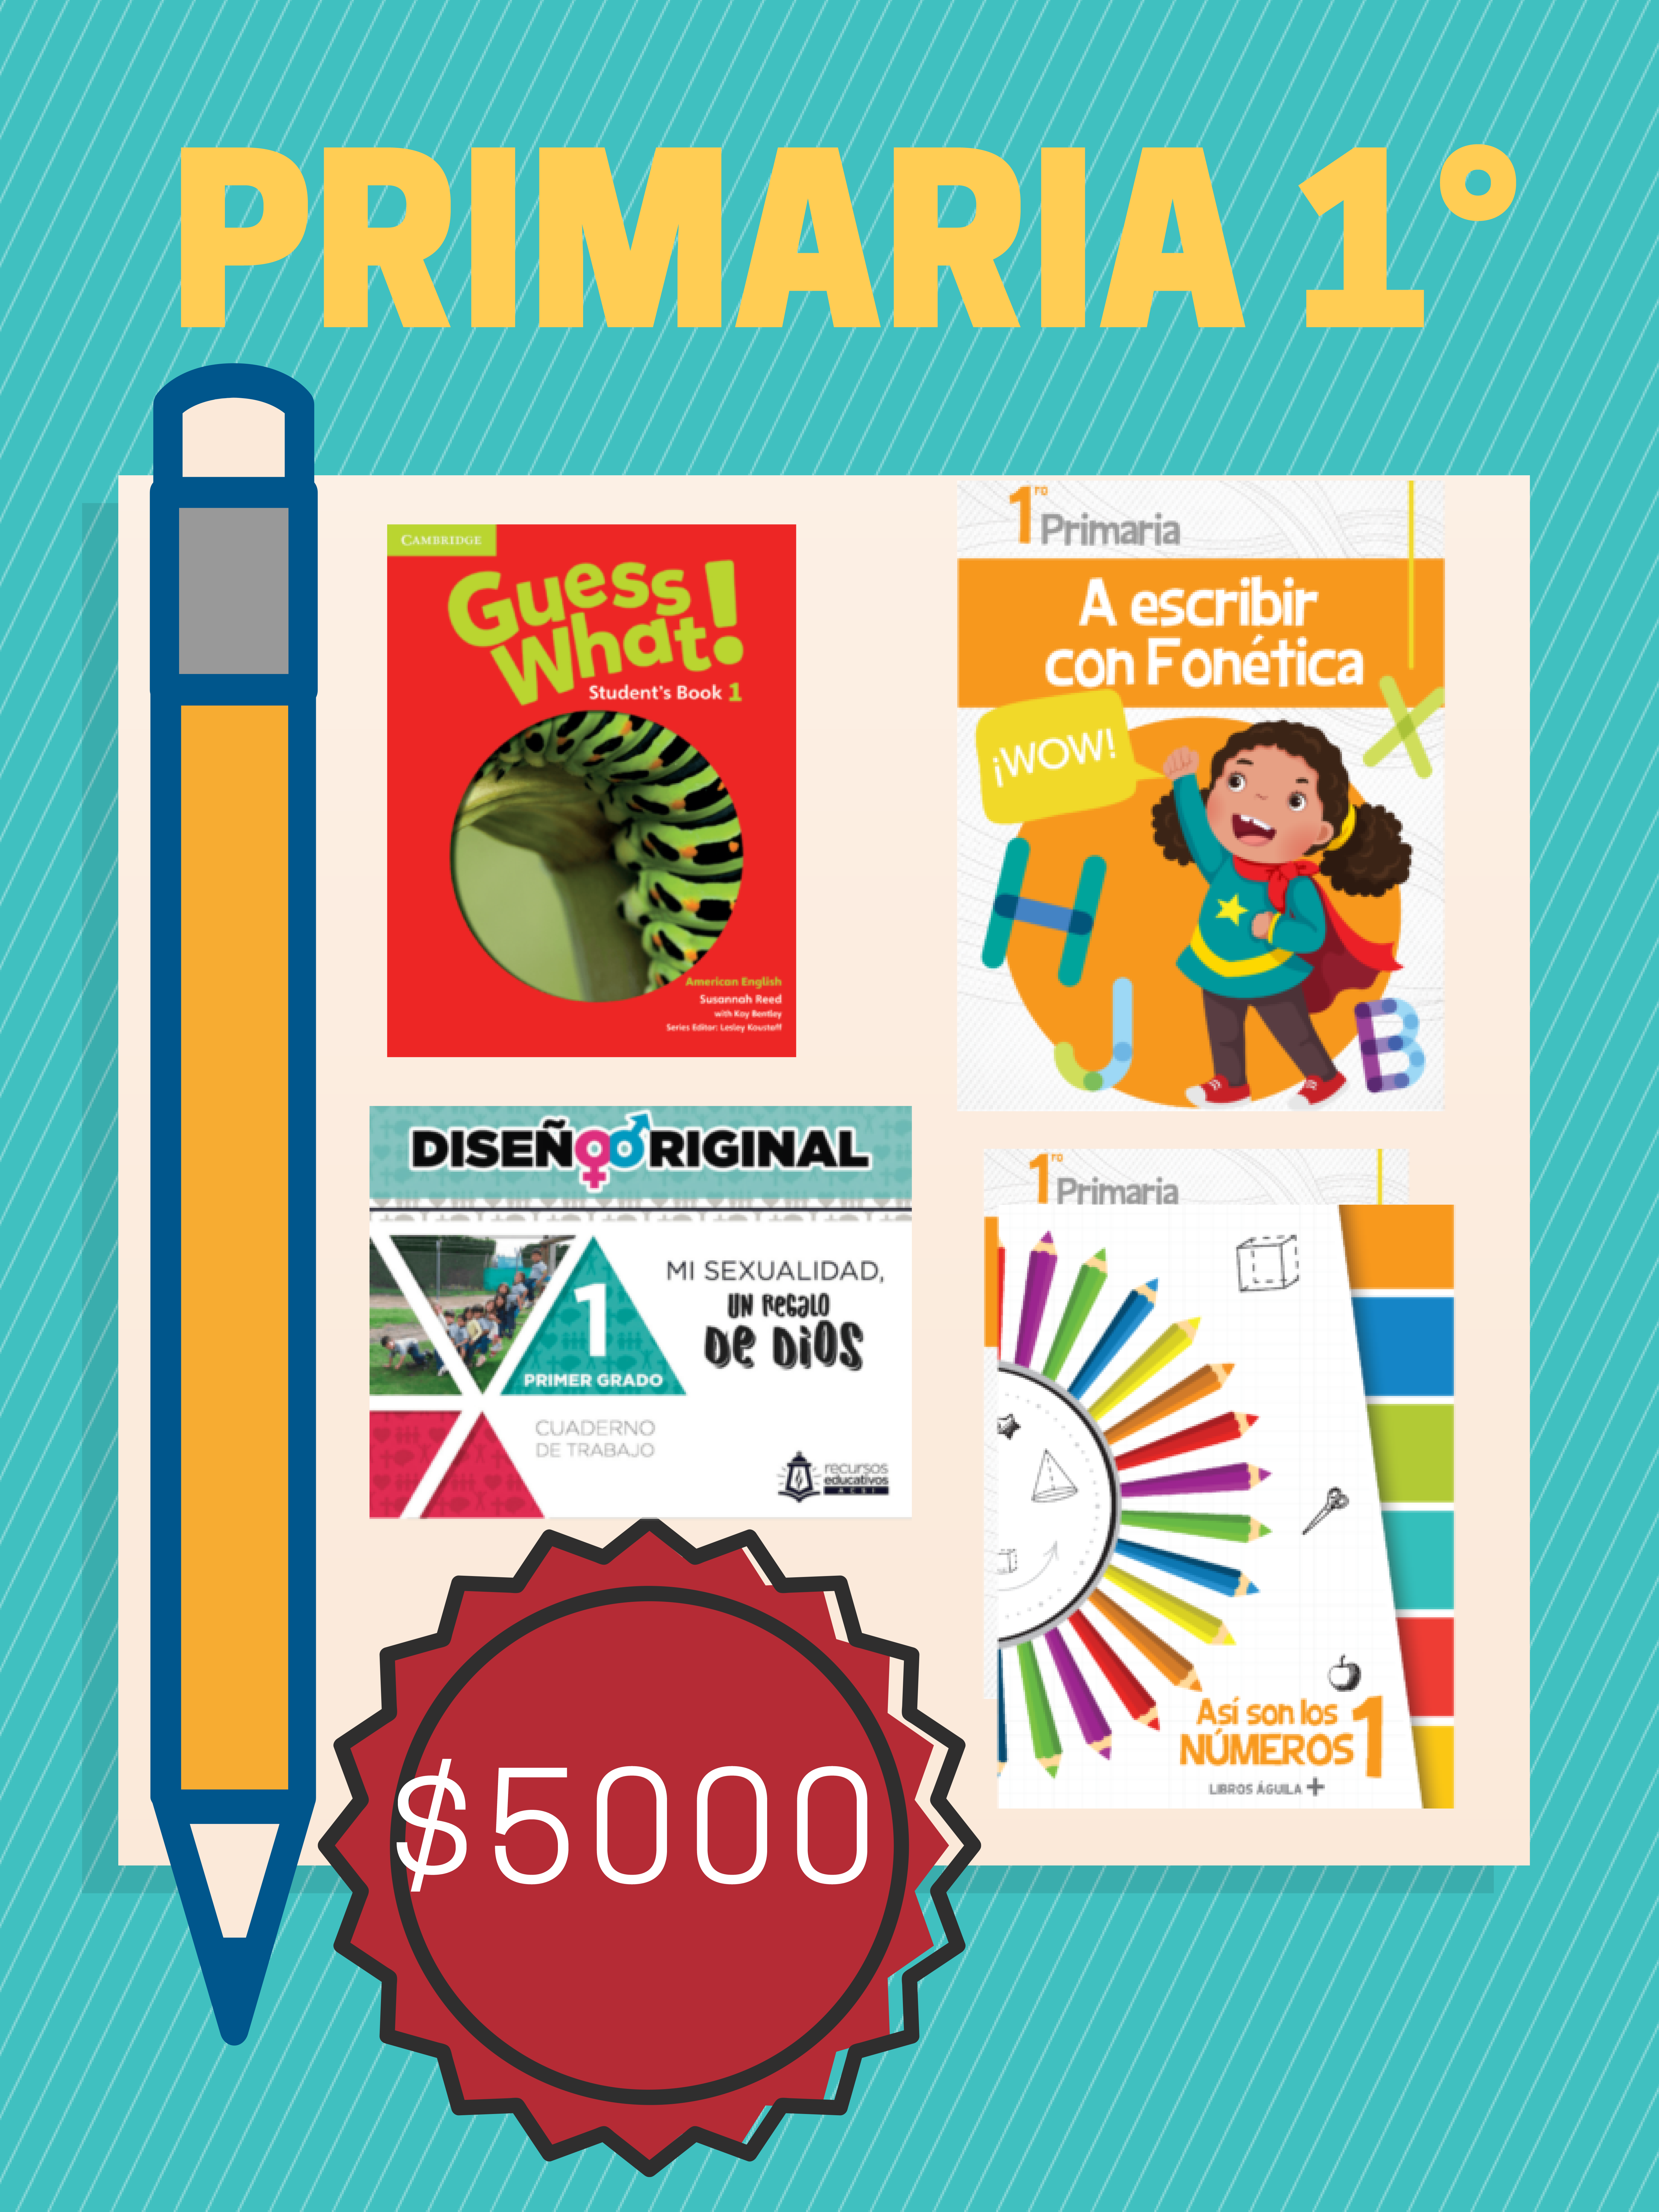 PRIMARIA 1°
CAMBRIDGE
Guess
What!
Student's Book 1
American English
Susannah Reed
with Kay Bentley
Series Editor: Lesley Koustaff
1ro Primaria
A escribir
con Fonética
¡WOW!
X
H
J
B
DISEÑO ORIGINAL
1
PRIMER GRADO
MI SEXUALIDAD,
UN REGALO
DE DIOS
CUADERNO
DE TRABAJO
recursos
educativos
ACSI
1ro Primaria
Así son los
NÚMEROS 1
LIBROS ÁGUILA +
$5000